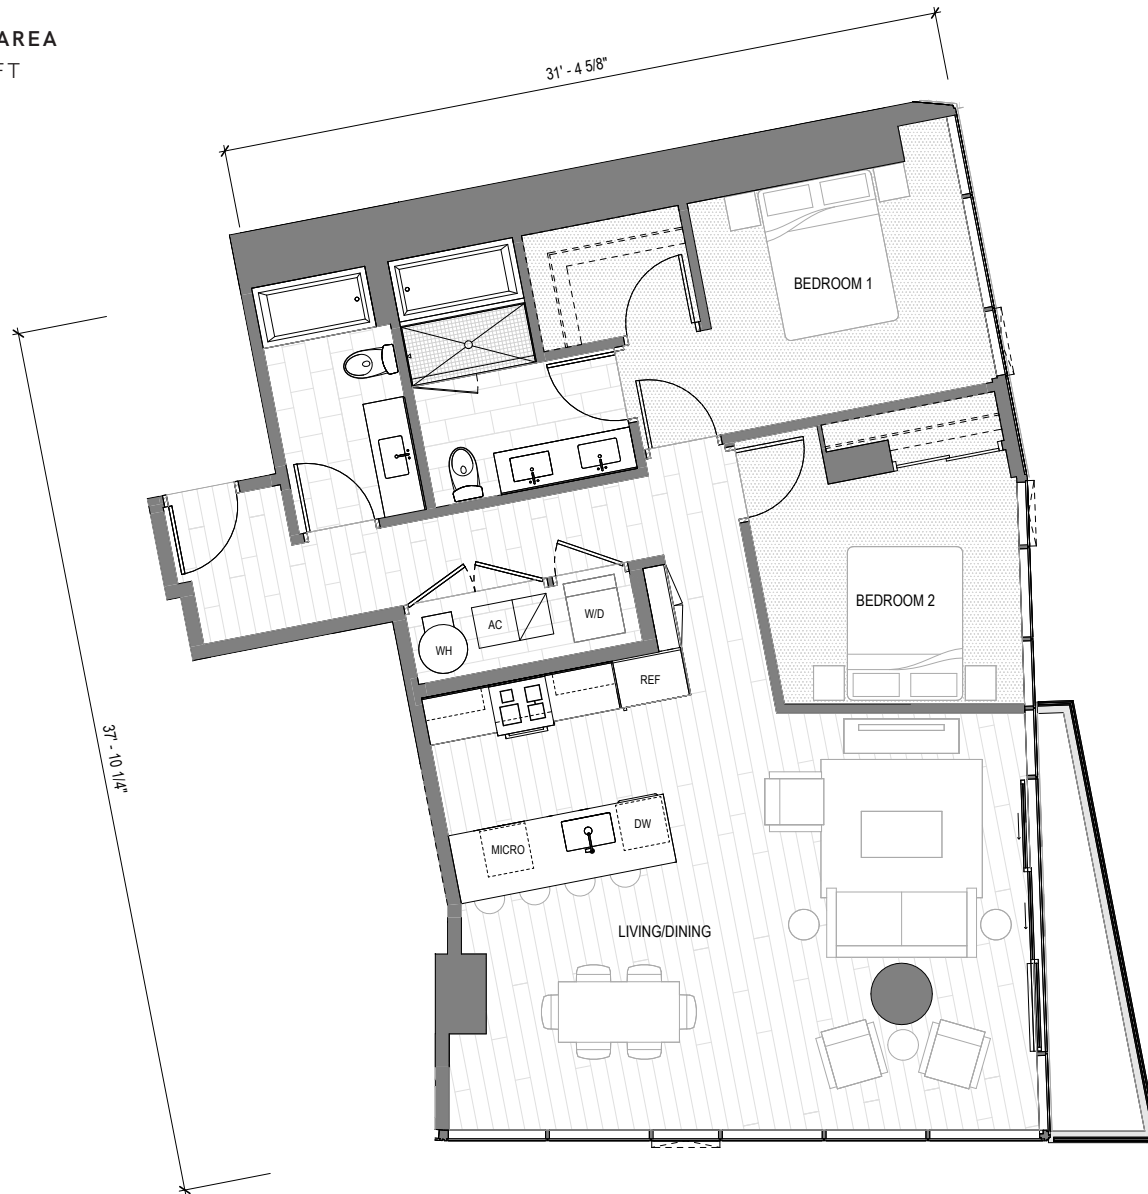 AREA
FT
31' - 4 5/8"
BEDROOM 1
BEDROOM 2
AC
W/D
WH
REF
37' - 10 1/4"
DW
MICRO
LIVING/DINING